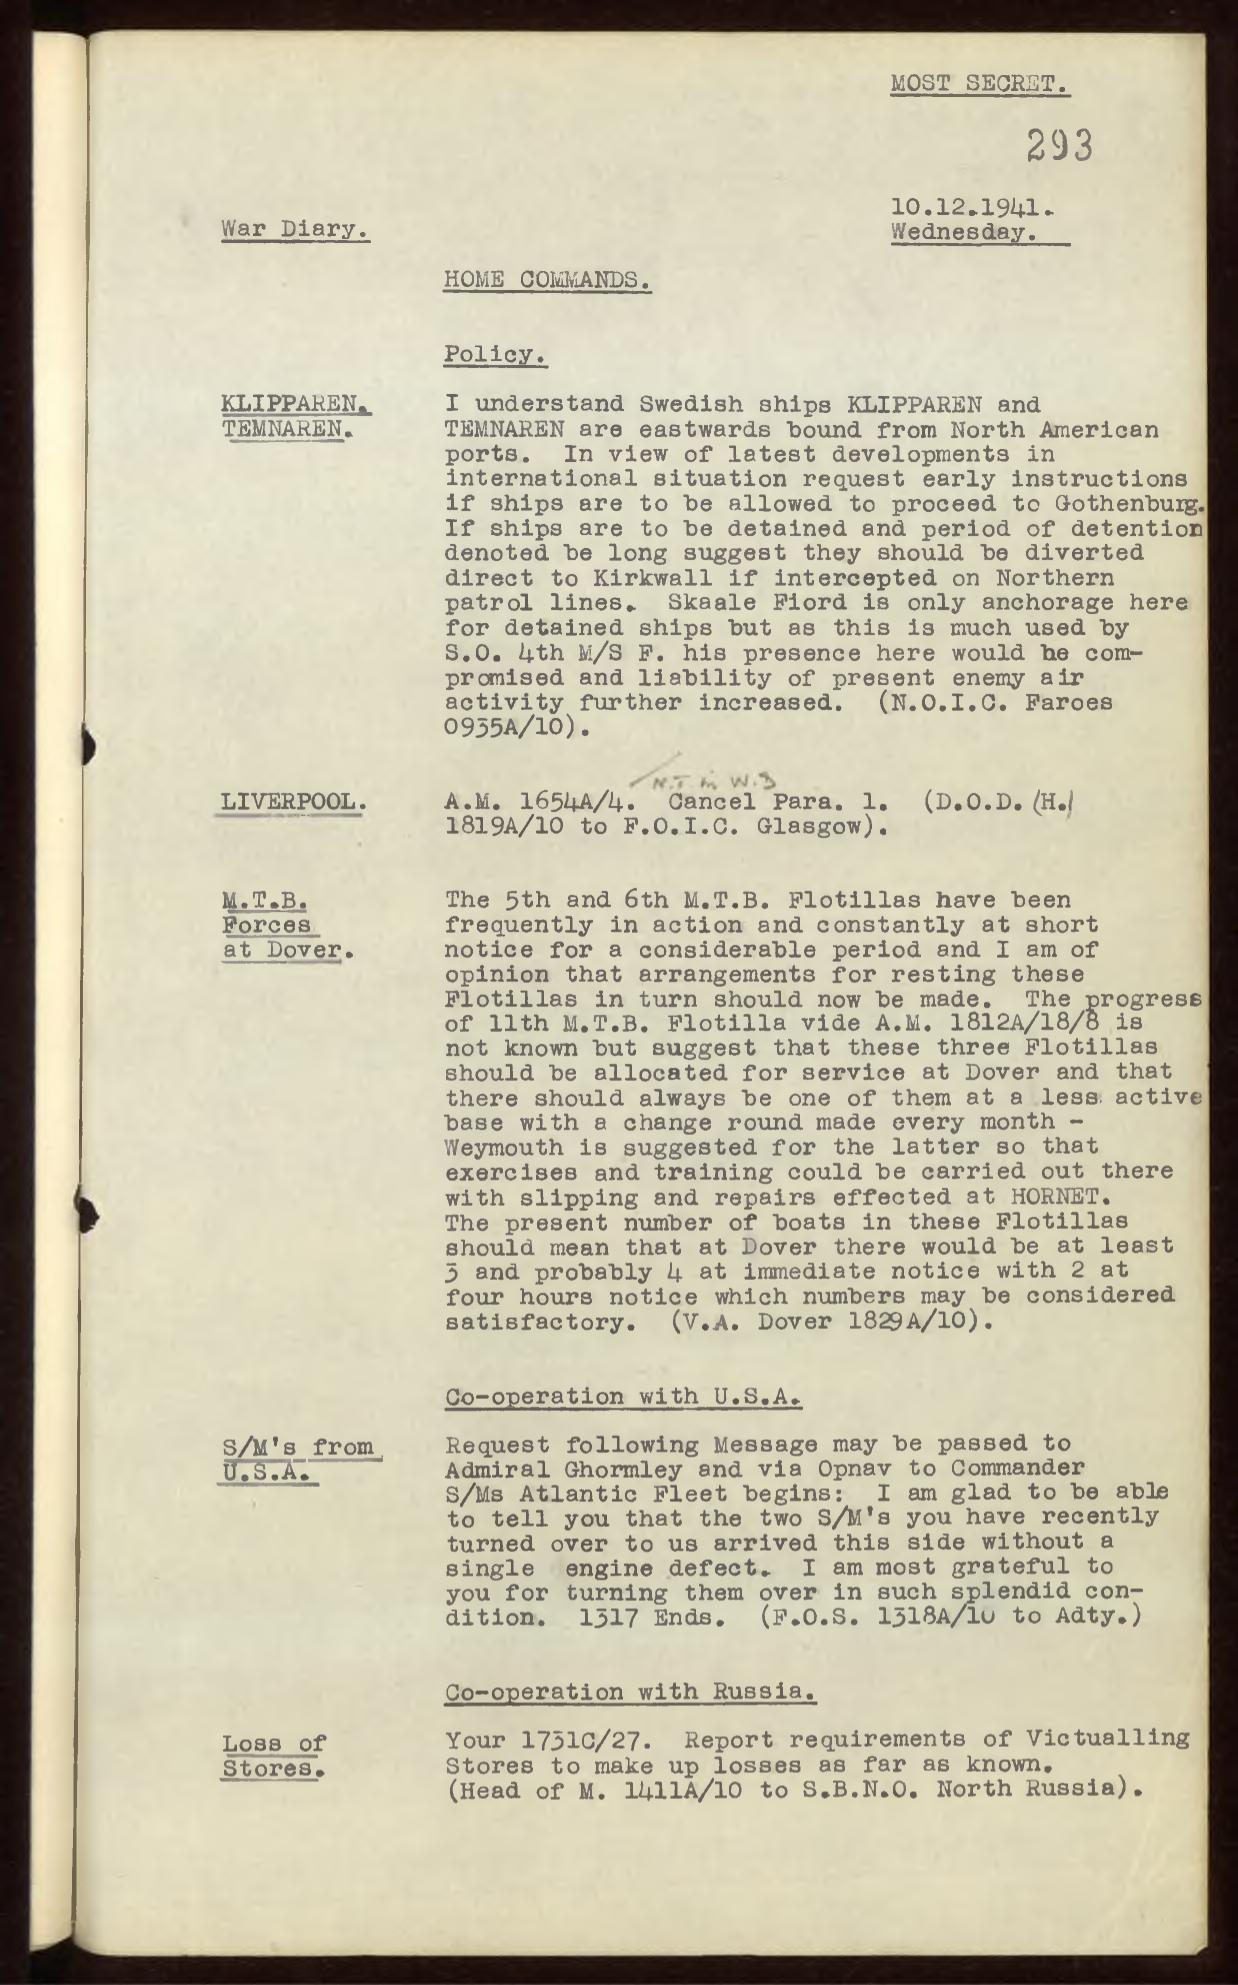 MOST SECRET.
293
10.12.1941.
War Diary.
Wednesday.
HOME COMMANDS.
Policy.
KLIPPAREN.
TEMNAREN.
I understand Swedish ships KLIPPAREN and
TEMNAREN are eastwards bound from North American
ports. In view of latest developments in
international situation request early instructions
if ships are to be allowed to proceed to Gothenburg.
If ships are to be detained and period of detention
denoted be long suggest they should be diverted
direct to Kirkwall if intercepted on Northern
patrol lines. Skaale Fiord is only anchorage here
for detained ships but as this is much used by
S.O. 4th M/S F. his presence here would be com-
promised and liability of present enemy air
activity further increased. (N.O.I.C. Faroes
0935A/10).
N.T. in W.D
LIVERPOOL.
A.M. 1654A/4. Cancel Para. 1. (D.O.D.(H.)
1819A/10 to F.O.I.C. Glasgow).
M.T.B.
Forces
at Dover.
The 5th and 6th M.T.B. Flotillas have been
frequently in action and constantly at short
notice for a considerable period and I am of
opinion that arrangements for resting these
Flotillas in turn should now be made. The progress
of 11th M.T.B. Flotilla vide A.M. 1812A/18/8 is
not known but suggest that these three Flotillas
should be allocated for service at Dover and that
there should always be one of them at a less. active
base with a change round made every month -
Weymouth is suggested for the latter so that
exercises and training could be carried out there
with slipping and repairs effected at HORNET.
The present number of boats in these Flotillas
should mean that at Dover there would be at least
3 and probably 4 at immediate notice with 2 at
four hours notice which numbers may be considered
satisfactory. (V.A. Dover 1829A/10).
Co-operation with U.S.A.
S/M's from
U.S.A.
Request following Message may be passed to
Admiral Ghormley and via Opnav to Commander
S/Ms Atlantic Fleet begins: I am glad to be able
to tell you that the two S/M's you have recently
turned over to us arrived this side without a
single engine defect. I am most grateful to
you for turning them over in such splendid con-
dition. 1317 Ends. (F.O.S. 1318A/10 to Adty.)
Co-operation with Russia.
Loss of
Stores.
Your 1731C/27. Report requirements of Victualling
Stores to make up losses as far as known.
(Head of M. 1411A/10 to S.B.N.O. North Russia).